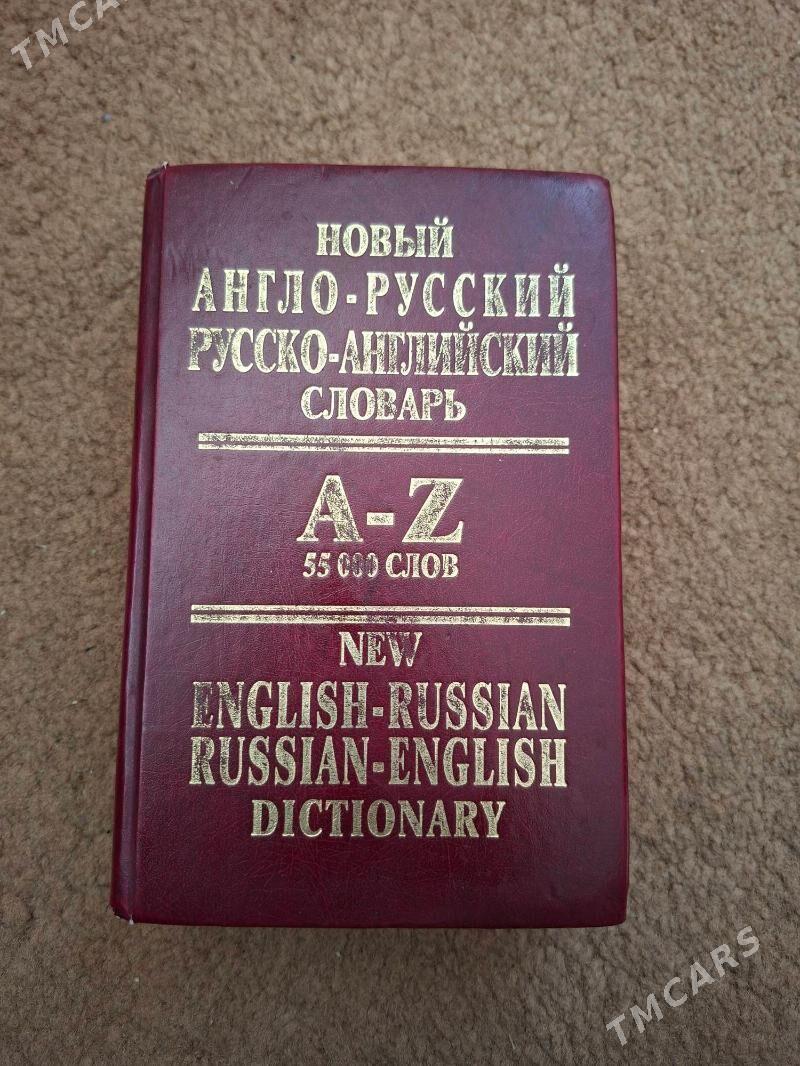 TMCARS
НОВЫЙ
АНГЛО-РУССКИЙ
РУССКО-АНГЛИЙСКИЙ
СЛОВАРЬ
A-Z
55 000 СЛОВ
NEW
ENGLISH-RUSSIAN
RUSSIAN-ENGLISH
DICTIONARY
TMCARS